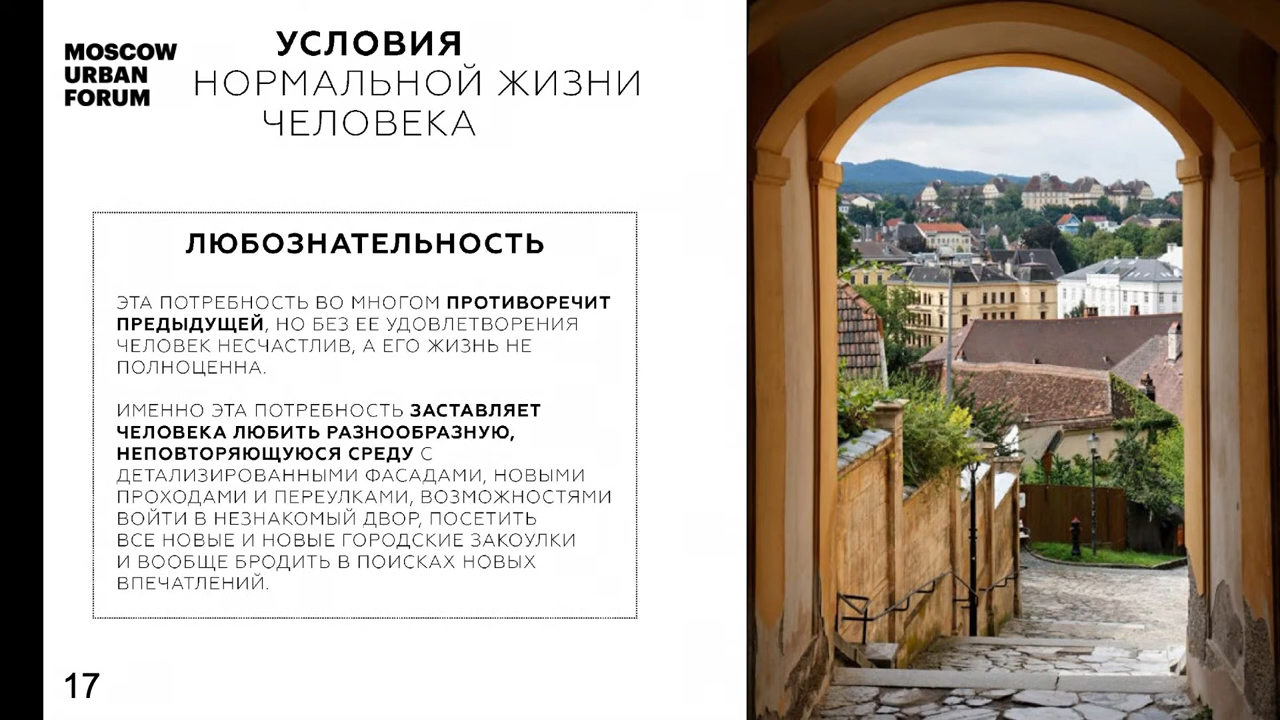 MOSCOW
URBAN
FORUM
УСЛОВИЯ
НОРМАЛЬНОЙ ЖИЗНИ
ЧЕЛОВЕКА
ЛЮБОЗНАТЕЛЬНОСТЬ
ЭТА ПОТРЕБНОСТЬ ВО МНОГОМ ПРОТИВОРЕЧИТ
ПРЕДЫДУЩЕЙ, НО БЕЗ ЕЕ УДОВЛЕТВОРЕНИЯ
ЧЕЛОВЕК НЕСЧАСТЛИВ, А ЕГО ЖИЗНЬ НЕ
ПОЛНОЦЕННА.
ИМЕННО ЭТА ПОТРЕБНОСТЬ ЗАСТАВЛЯЕТ
ЧЕЛОВЕКА ЛЮБИТЬ РАЗНООБРАЗНУЮ,
НЕПОВТОРЯЮЩУЮСЯ СРЕДУ С
ДЕТАЛИЗИРОВАННЫМИ ФАСАДАМИ, НОВЫМИ
ПРОХОДАМИ И ПЕРЕУЛКАМИ, ВОЗМОЖНОСТЯМИ
ВОЙТИ В НЕЗНАКОМЫЙ ДВОР, ПОСЕТИТЬ
ВСЕ НОВЫЕ И НОВЫЕ ГОРОДСКИЕ ЗАКОУЛКИ
И ВООБЩЕ БРОДИТЬ В ПОИСКАХ НОВЫХ
ВПЕЧАТЛЕНИЙ.
17